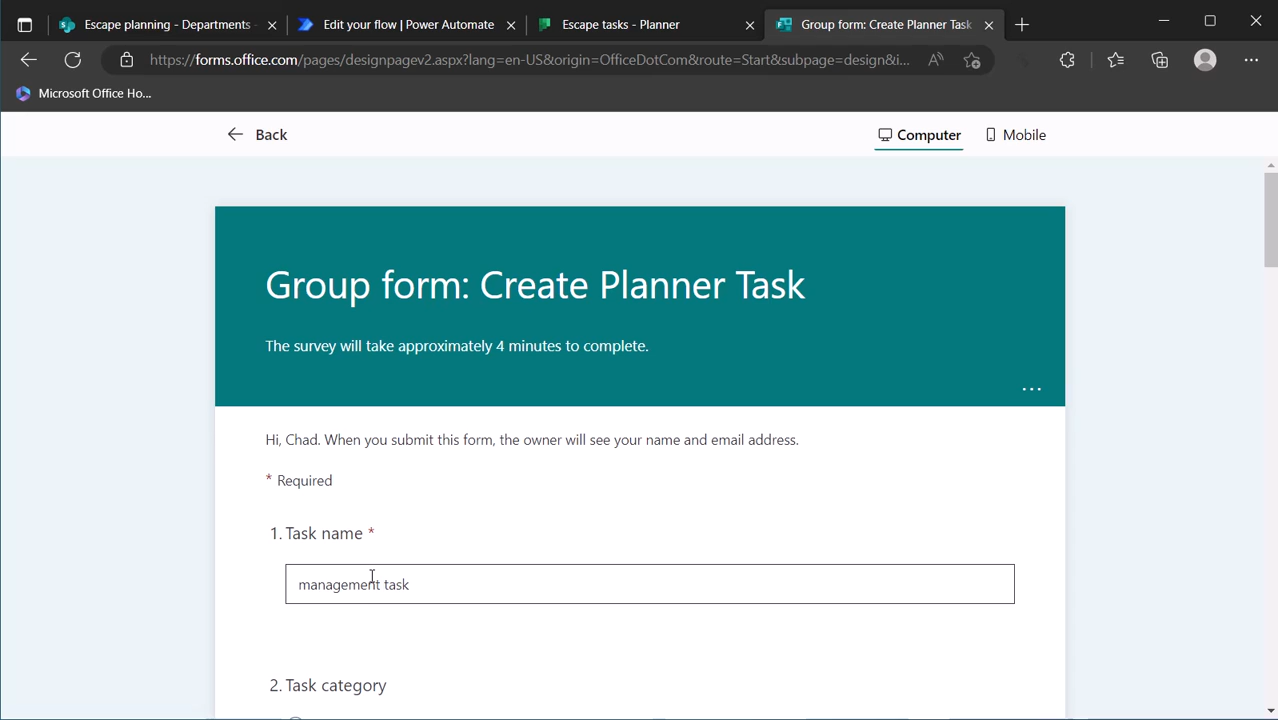 Escape planning - Departments -
Edit your flow | Power Automate
Escape tasks - Planner
Group form: Create Planner Task
https://forms.office.com/pages/designpagev2.aspx?lang=en-US&origin=OfficeDotCom&route=Start&subpage=design&i...
Microsoft Office Ho...
Back
Computer
Mobile
Group form: Create Planner Task
The survey will take approximately 4 minutes to complete.
...
Hi, Chad. When you submit this form, the owner will see your name and email address.
* Required
1. Task name *
management task
2. Task category